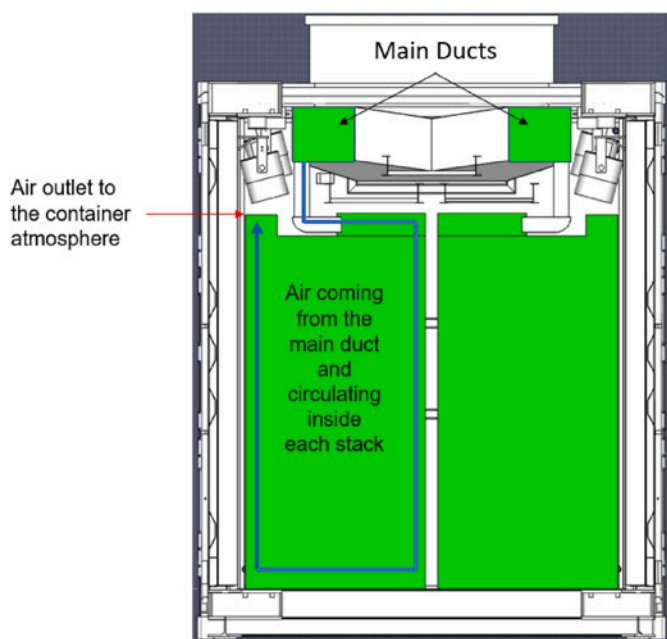 Main Ducts
Air outlet to
the container
atmosphere
Air coming
from the
main duct
and
circulating
inside
each stack